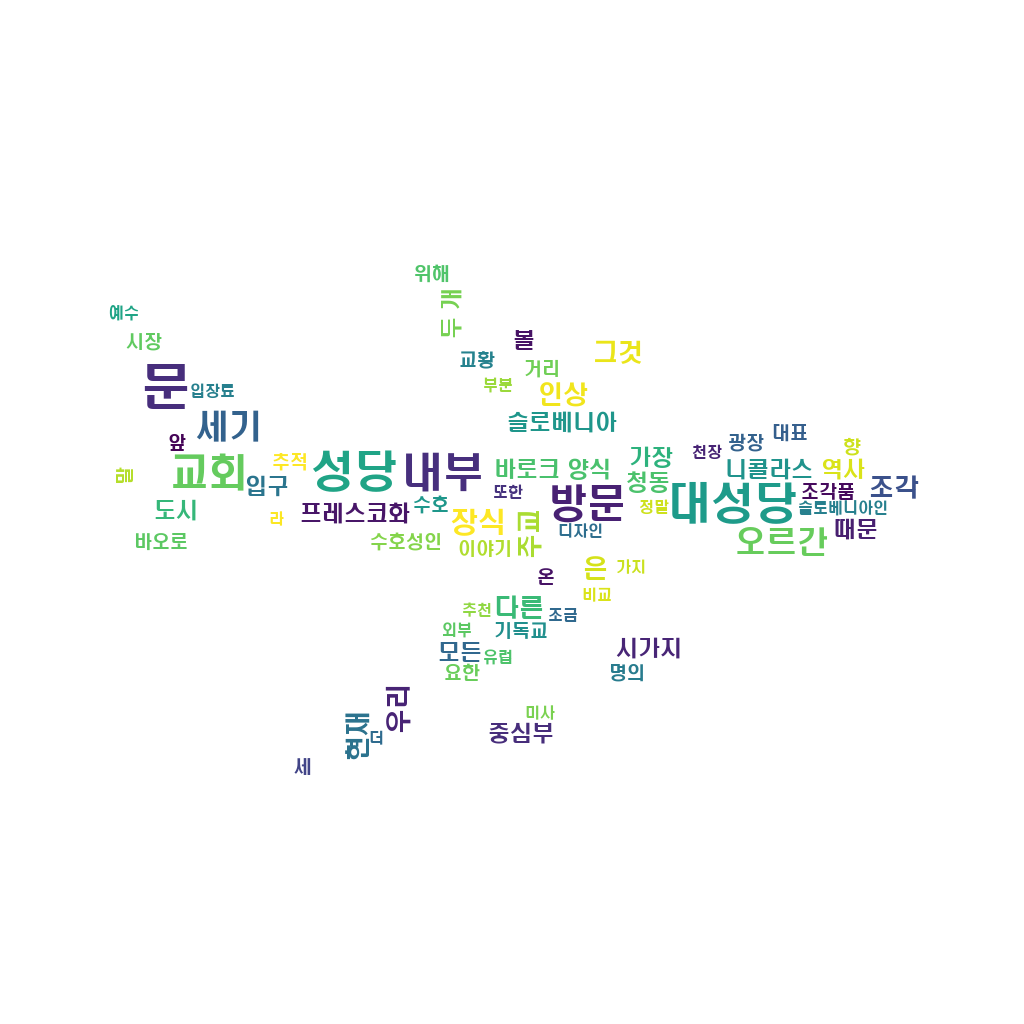 위해
두 개
예수
볼
시장
그것
교황
거리
부분
문
입장료
인상
세기
슬로베니아
앞
광장
대표
향
천장
교회
추적
성당
내부
바로크 양식
가장
니콜라스
역사
말
입구
청동
또한
조각품
조각
도시
라
프레스코화
수호
장식
방문
정말
대성당
슬로베니아인
바오로
수호성인
이야기
디자인
오르간
때문
온
은
가지
비교
추천
다른
조금
외부
기독교
모든
유럽
시가지
요한
명의
우리
미사
현재
더
중심부
세